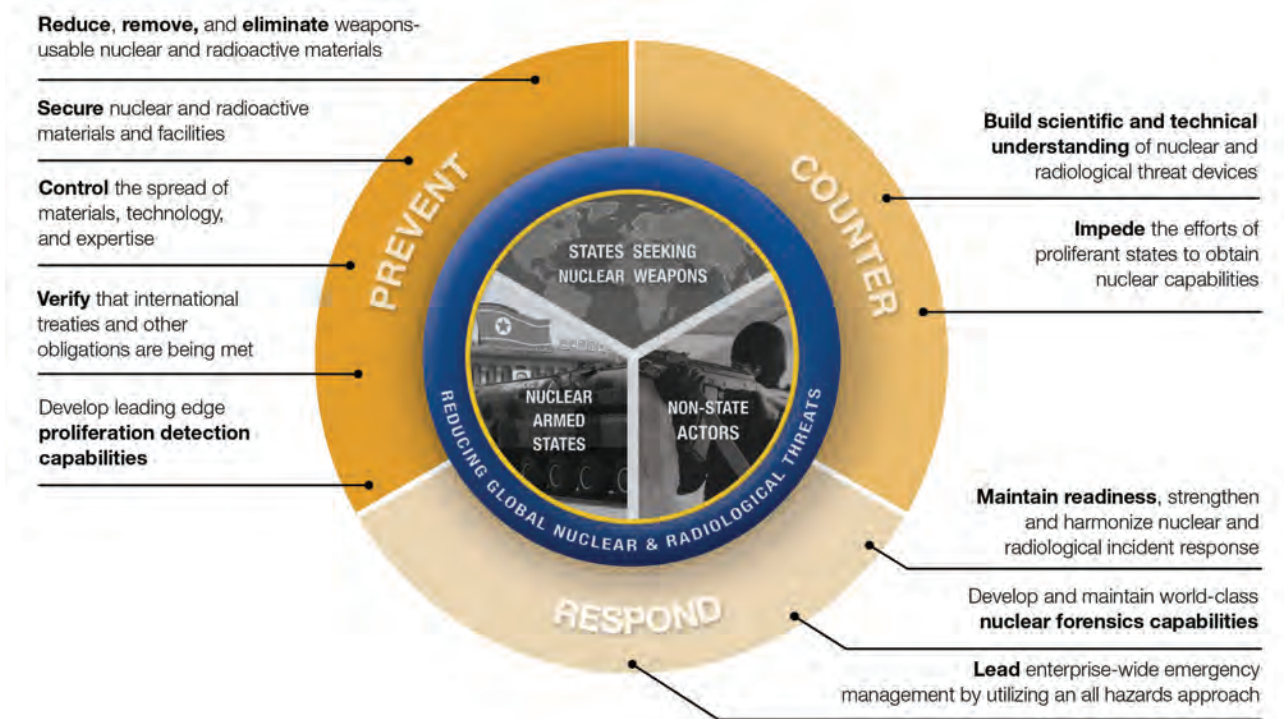 Reduce, remove, and eliminate weapons-
usable nuclear and radioactive materials
Secure nuclear and radioactive
materials and facilities
Control the spread of
materials, technology,
and expertise
Verify that international
treaties and other
obligations are being met
Develop leading edge
proliferation detection
capabilities
PREVENT
COUNTER
RESPOND
STATES SEEKING
NUCLEAR WEAPONS
NUCLEAR
ARMED
STATES
NON-STATE
ACTORS
REDUCING GLOBAL NUCLEAR & RADIOLOGICAL THREATS
Build scientific and technical
understanding of nuclear and
radiological threat devices
Impede the efforts of
proliferant states to obtain
nuclear capabilities
Maintain readiness, strengthen
and harmonize nuclear and
radiological incident response
Develop and maintain world-class
nuclear forensics capabilities
Lead enterprise-wide emergency
management by utilizing an all hazards approach